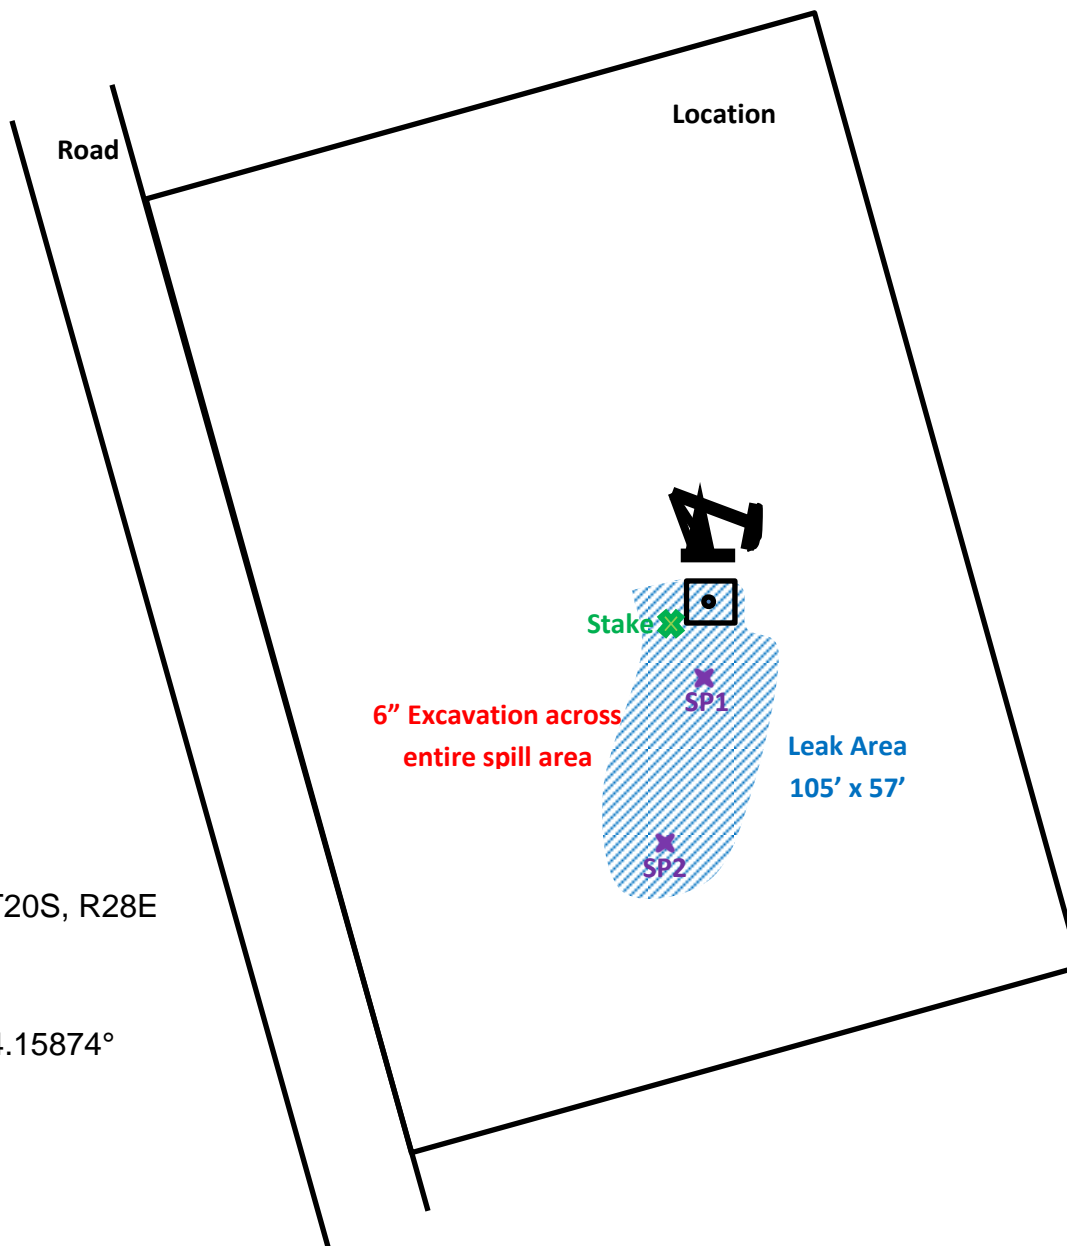 Location
Road
Stake
SP1
6” Excavation across
entire spill area
Leak Area
105’ x 57’
SP2
T20S, R28E
.15874°